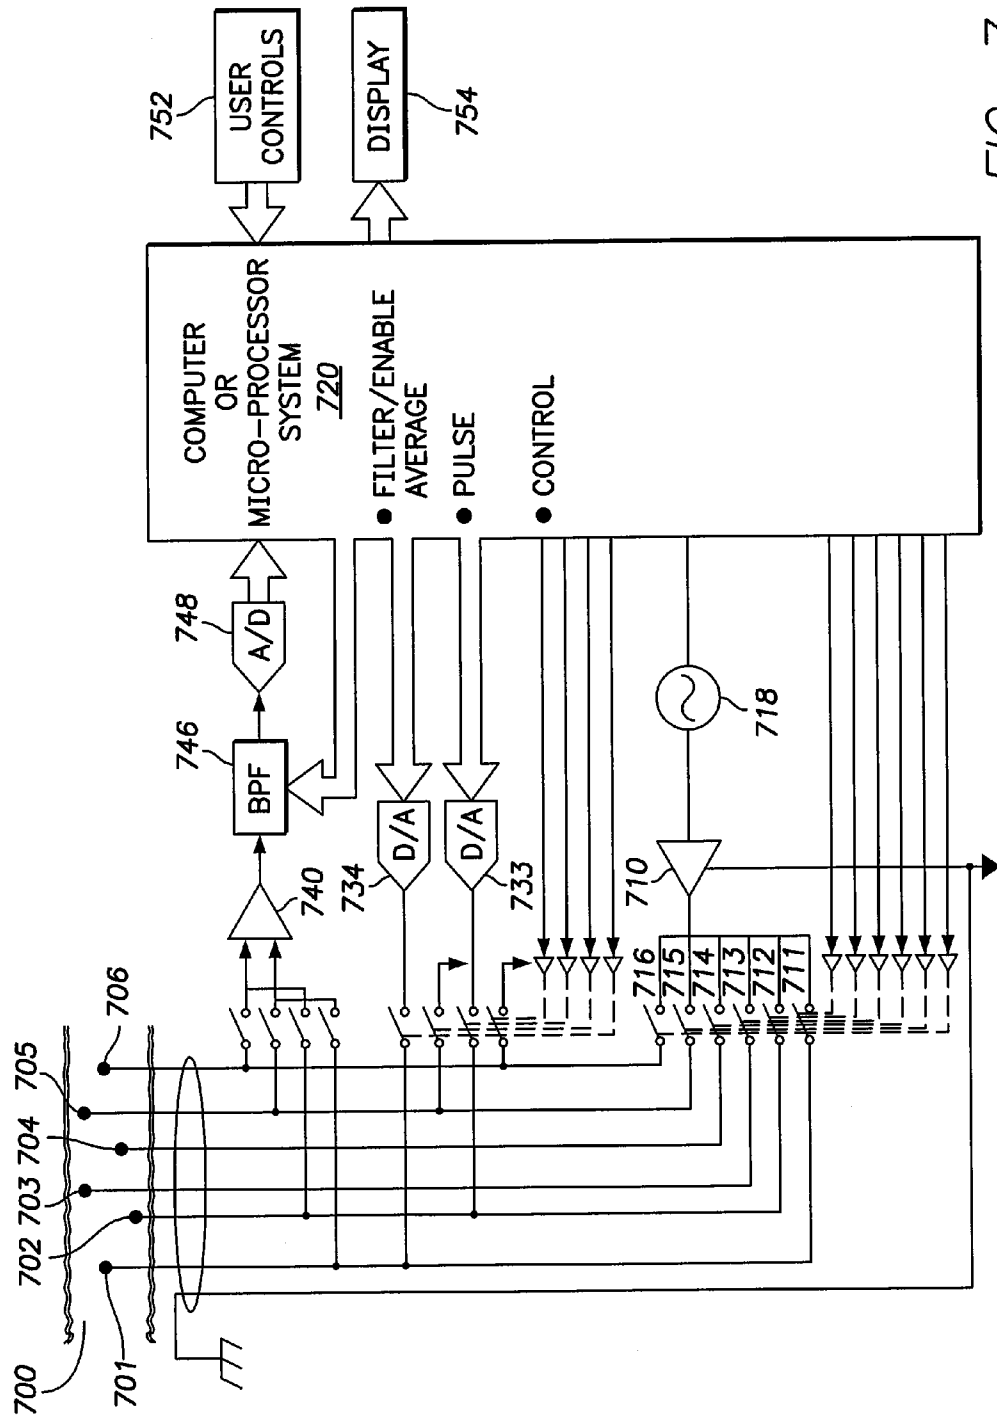 700
701
702
703
704
705
706
740
746
BPF
748
A/D
752
USER
CONTROLS
COMPUTER
OR
MICRO-PROCESSOR
SYSTEM
720
DISPLAY
754
734
D/A
D/A
733
● FILTER/ENABLE
AVERAGE
● PULSE
● CONTROL
716
715
714
713
712
711
710
718
FIG.